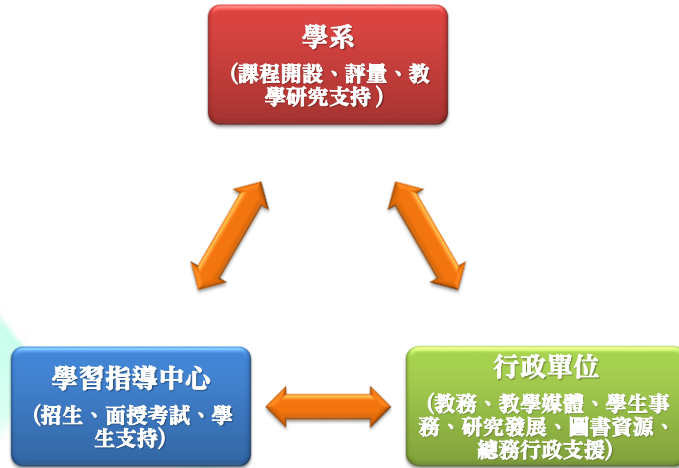 學系
(課程開設、評量、教
學研究支持)
學習指導中心
(招生、面授考試、學
生支持)
行政單位
(教務、教學媒體、學生事
務、研究發展、圖書資源、
總務行政支援)